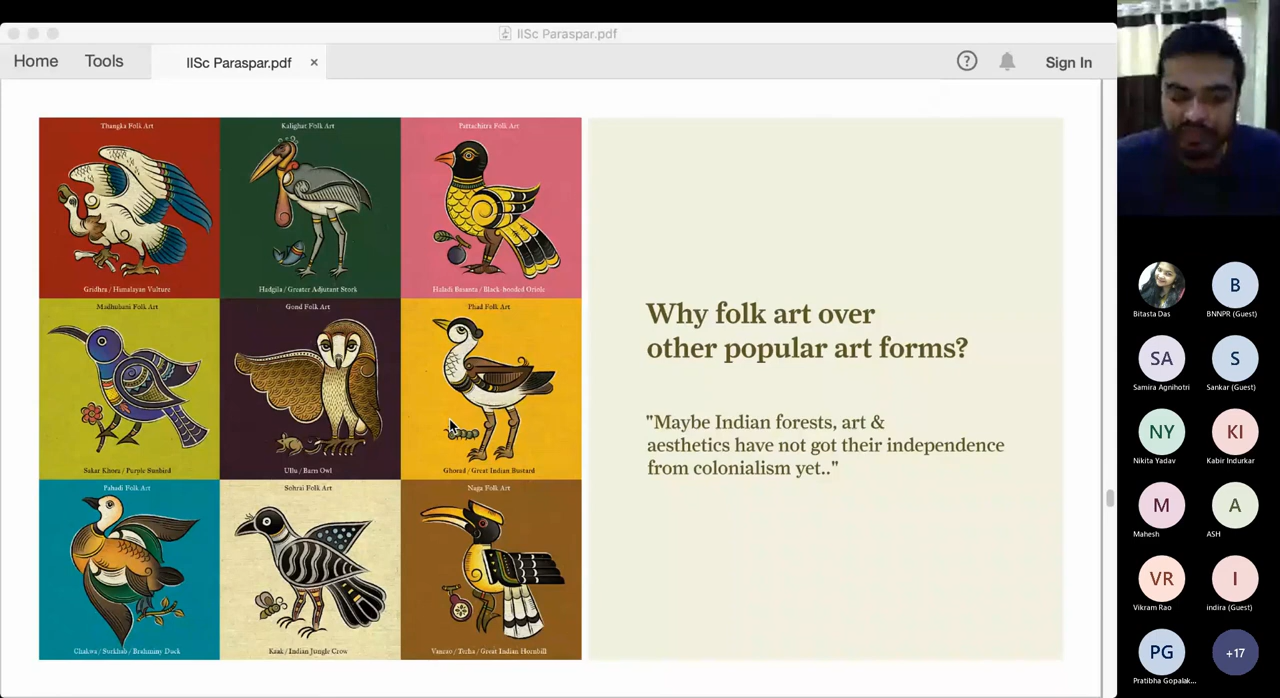 IISc Paraspar.pdf
Home
Tools
IISc Paraspar.pdf
×
?
Sign In
Thangka Folk Art
Kalighat Folk Art
Pattachitra Folk Art
Gridhra / Himalayan Vulture
Hadgila / Greater Adjutant Stork
Haladi Basanta / Black-hooded Oriole
Madhubani Folk Art
Gond Folk Art
Phad Folk Art
Sakar Khora / Purple Sunbird
Ullu / Barn Owl
Ghorad / Great Indian Bustard
Pahadi Folk Art
Sohrai Folk Art
Naga Folk Art
Chakwa / Surkhab / Brahminy Duck
Kaak / Indian Jungle Crow
/ Great Indian Hornbill
Why folk art over
other popular art forms?
"Maybe Indian forests, art &
aesthetics have not got their independence
from colonialism yet.."
B
Bitasta Das
BNNPR (Guest)
SA
S
Samira Agnihotri
Sankar (Guest)
NY
KI
Nikita Yadav
Kabir Indurkar
M
A
Mahesh
ASH
VR
I
Vikram Rao
indira (Guest)
PG
+17
Pratibha Gopalak...